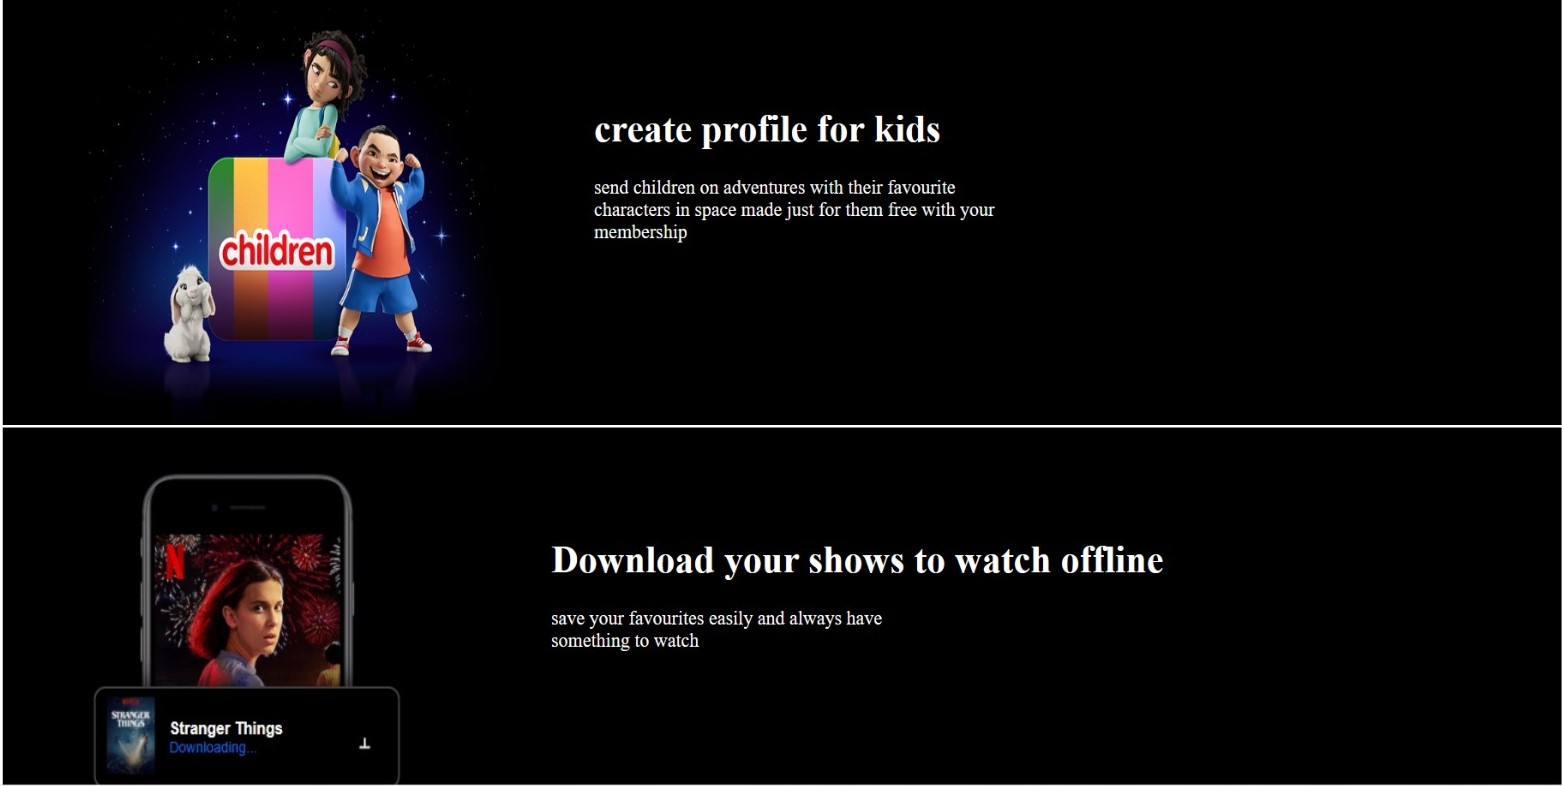 create profile for kids
send children on adventures with their favourite
characters in space made just for them free with your
membership
children
Download your shows to watch offline
save your favourites easily and always have
something to watch
N
STRANGER
THINGS
Stranger Things
Downloading...